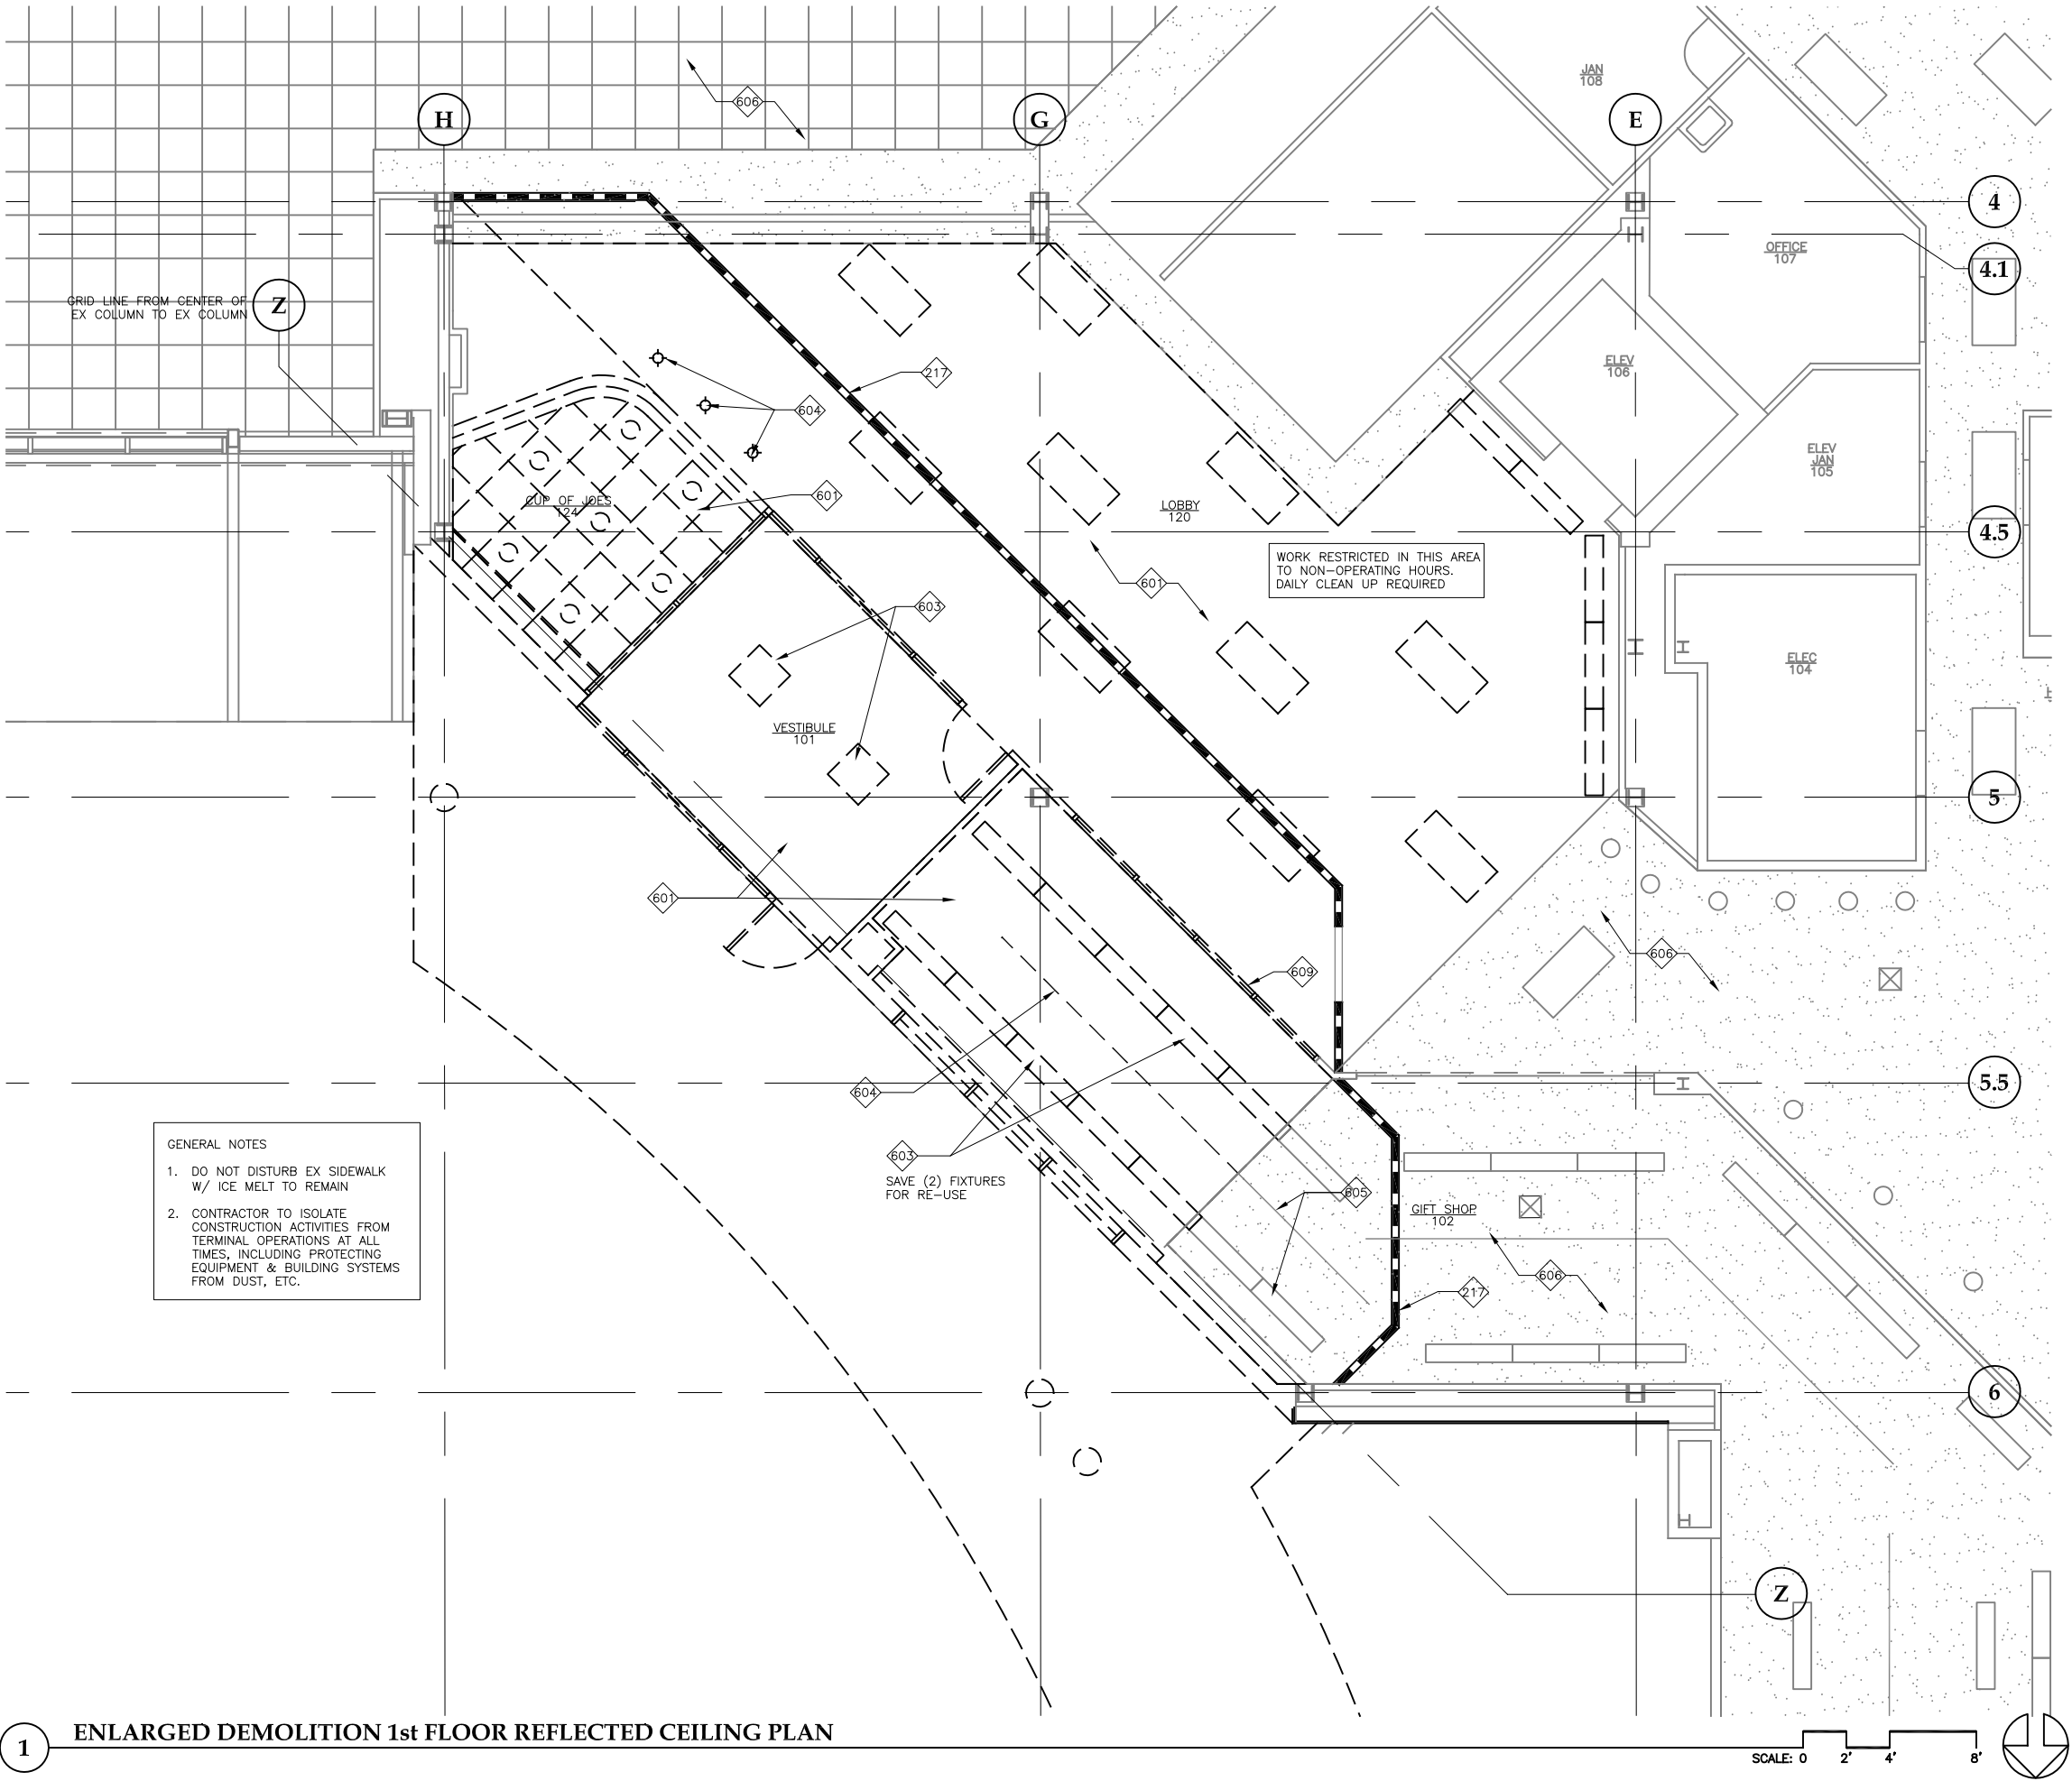 606
H
G
E
JAN
108
4
OFFICE
107
4.1
GRID LINE FROM CENTER OF
EX COLUMN TO EX COLUMN
Z
217
ELEV
106
604
ELEV
JAN
105
CUP OF JOES
124
601
LOBBY
120
4.5
WORK RESTRICTED IN THIS AREA
TO NON-OPERATING HOURS.
DAILY CLEAN UP REQUIRED
601
603
ELEC
104
VESTIBULE
101
5
601
606
609
604
5.5
603
SAVE (2) FIXTURES
FOR RE-USE
GENERAL NOTES
1. DO NOT DISTURB EX SIDEWALK
W/ ICE MELT TO REMAIN
2. CONTRACTOR TO ISOLATE
CONSTRUCTION ACTIVITIES FROM
TERMINAL OPERATIONS AT ALL
TIMES, INCLUDING PROTECTING
EQUIPMENT & BUILDING SYSTEMS
FROM DUST, ETC.
605
GIFT SHOP
102
606
217
6
Z
1
ENLARGED DEMOLITION 1st FLOOR REFLECTED CEILING PLAN
SCALE: 0 2' 4' 8'